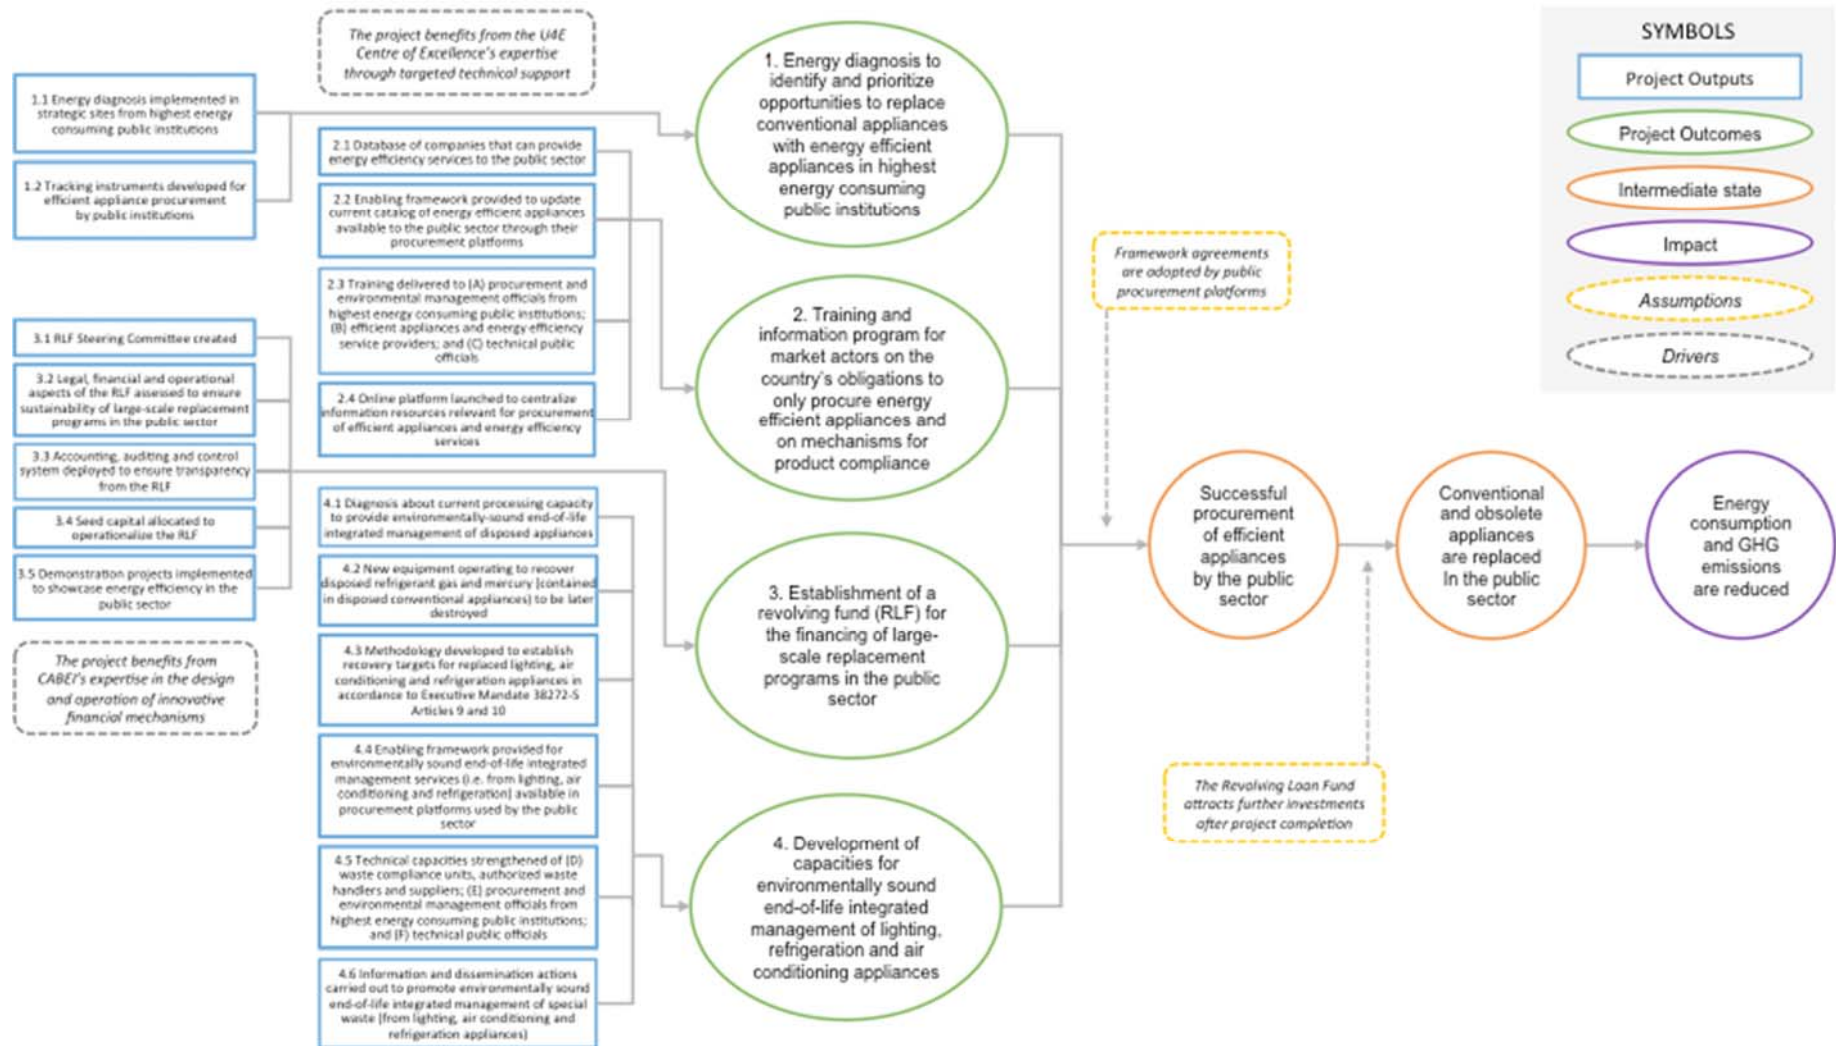 The project benefits from the U4E
Centre of Excellence's expertise
through targeted technical support
1.1 Energy diagnosis implemented in
strategic sites from highest energy
consuming public institutions
1.2 Tracking instruments developed for
efficient appliance procurement
by public institutions
2.1 Database of companies that can provide
energy efficiency services to the public sector
2.2 Enabling framework provided to update
current catalog of energy efficient appliances
available to the public sector through their
procurement platforms
2.3 Training delivered to (A) procurement and
environmental management officials from
highest energy consuming public institutions;
(B) efficient appliances and energy efficiency
service providers; and (C) technical public
officials
2.4 Online platform launched to centralize
information resources relevant for procurement
of efficient appliances and energy efficiency
services
3.1 RLF Steering Committee created
3.2 Legal, financial and operational
aspects of the RLF assessed to ensure
sustainability of large-scale replacement
programs in the public sector
3.3 Accounting, auditing and control
system deployed to ensure transparency
from the RLF
3.4 Seed capital allocated to
operationalize the RLF
3.5 Demonstration projects implemented
to showcase energy efficiency in the
public sector
The project benefits from
CABEI's expertise in the design
and operation of innovative
financial mechanisms
4.1 Diagnosis about current processing capacity
to provide environmentally-sound end-of-life
integrated management of disposed appliances
4.2 New equipment operating to recover
disposed refrigerant gas and mercury (contained
in disposed conventional appliances) to be later
destroyed
4.3 Methodology developed to establish
recovery targets for replaced lighting, air
conditioning and refrigeration appliances in
accordance to Executive Mandate 38272-S
Articles 9 and 10
4.4 Enabling framework provided for
environmentally sound end-of-life integrated
management services (i.e. from lighting, air
conditioning and refrigeration) available in
procurement platforms used by the public
sector
4.5 Technical capacities strengthened of (D)
waste compliance units, authorized waste
handlers and suppliers; (E) procurement and
environmental management officials from
highest energy consuming public institutions;
and (F) technical public officials
4.6 Information and dissemination actions
carried out to promote environmentally sound
end-of-life integrated management of special
waste (from lighting, air conditioning and
refrigeration appliances)
1. Energy diagnosis to
identify and prioritize
opportunities to replace
conventional appliances
with energy efficient
appliances in highest
energy consuming
public institutions
2. Training and
information program for
market actors on the
country's obligations to
only procure energy
efficient appliances and
on mechanisms for
product compliance
3. Establishment of a
revolving fund (RLF) for
the financing of large-
scale replacement
programs in the public
sector
4. Development of
capacities for
environmentally sound
end-of-life integrated
management of lighting,
refrigeration and air
conditioning appliances
Framework agreements
are adopted by public
procurement platforms
Successful
procurement
of efficient
appliances
by the public
sector
Conventional
and obsolete
appliances
are replaced
In the public
sector
Energy
consumption
and GHG
emissions
are reduced
The Revolving Loan Fund
attracts further investments
after project completion
SYMBOLS
Project Outputs
Project Outcomes
Intermediate state
Impact
Assumptions
Drivers